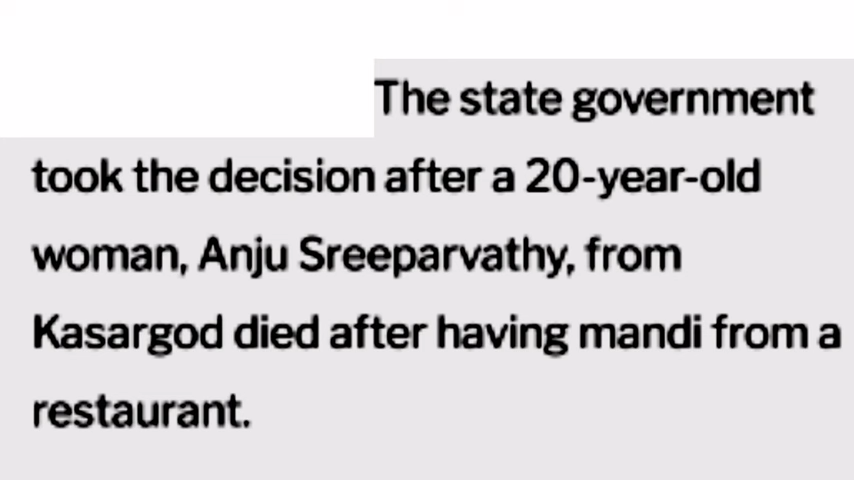 The state government
took the decision after a 20-year-old
woman, Anju Sreeparvathy, from
Kasargod died after having mandi from a
restaurant.